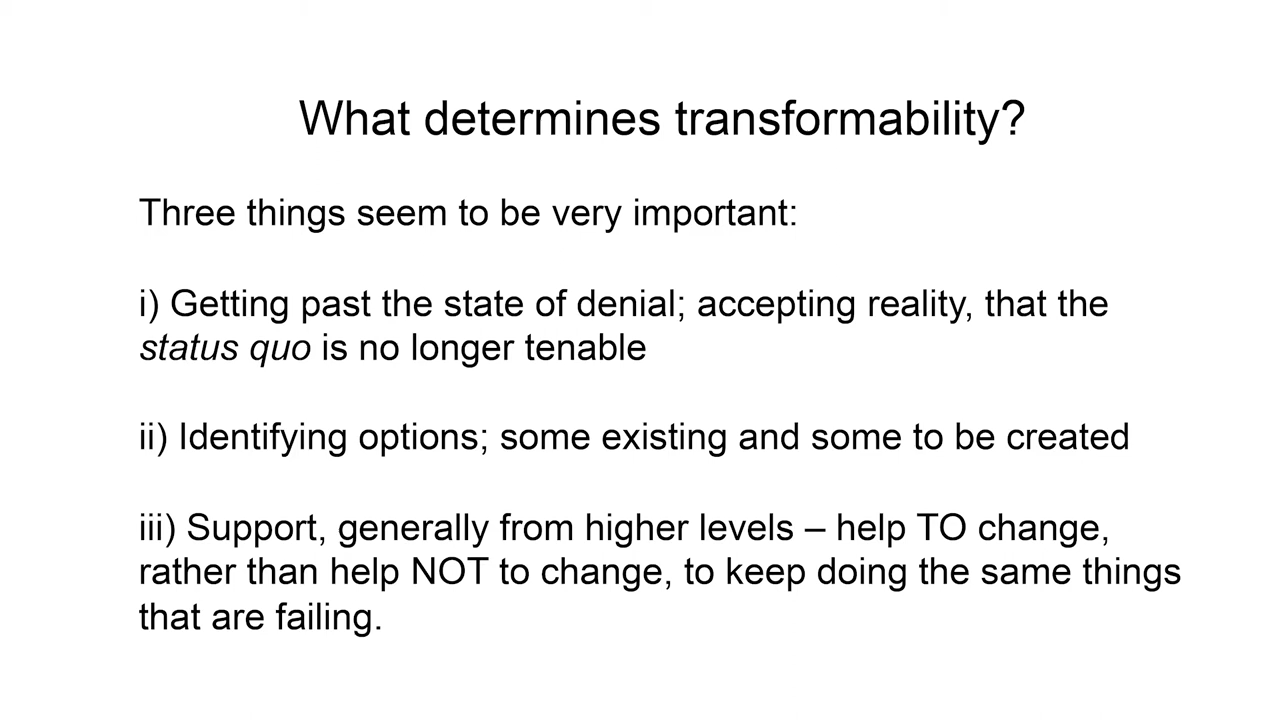 What determines transformability?
Three things seem to be very important:
i) Getting past the state of denial; accepting reality, that the
status quo is no longer tenable
ii) Identifying options; some existing and some to be created
iii) Support, generally from higher levels – help TO change,
rather than help NOT to change, to keep doing the same things
that are failing.